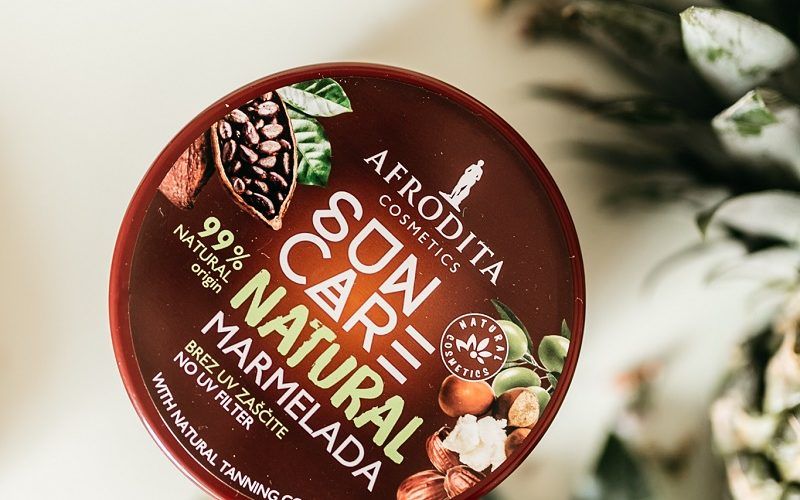 AFRODITA
COSMETICS
SUN
CARE
99%
NATURAL
origin
NATURAL
MARMELADA
BREZ UV ZAŠČITE
NO UV FILTER
WITH NATURAL TANNING
NATURAL
COSMETICS